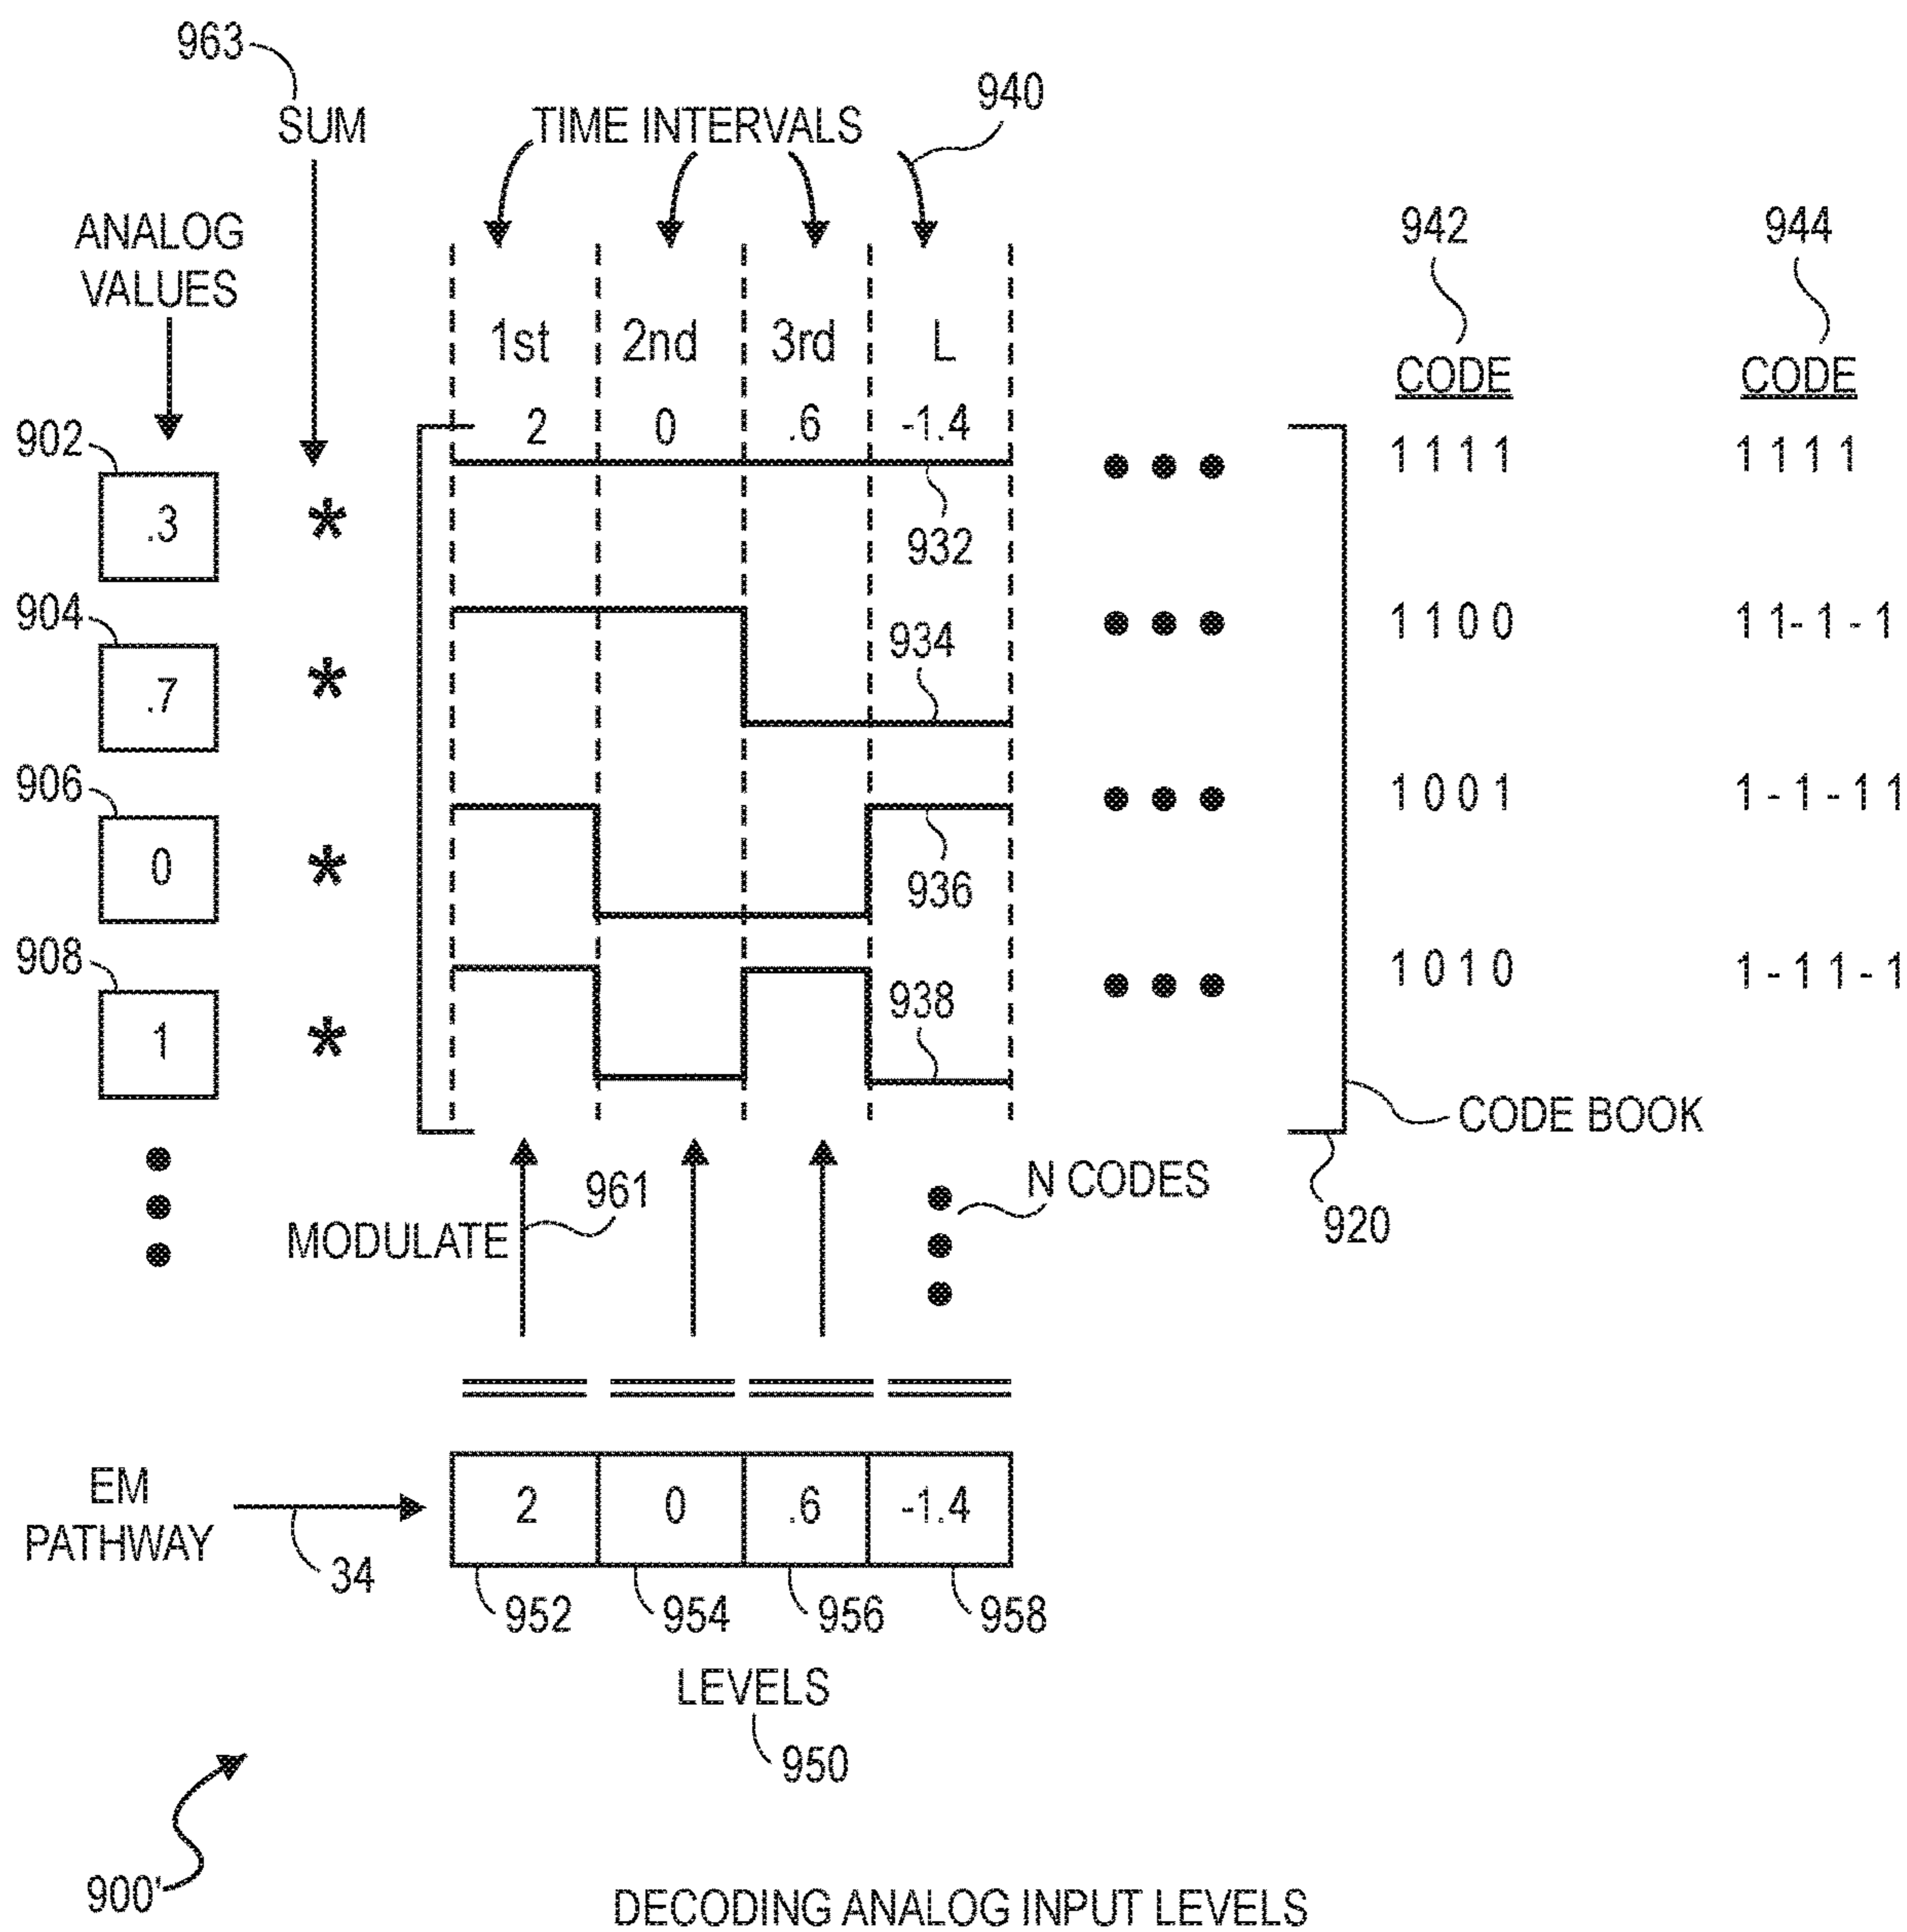 963
SUM
TIME INTERVALS
940
ANALOG
VALUES
942
944
1st 2nd 3rd L
CODE
CODE
2 0 .6 -1.4
902
1 1 1 1
1 1 1 1
.3
*
932
904
1 1 0 0
1 1 -1 -1
934
.7
*
906
1 0 0 1
1 -1 -1 1
0
*
936
908
1 0 1 0
1 -1 1 -1
938
1
*
CODE BOOK
961
N CODES
MODULATE
920
EM
PATHWAY
2 0 .6 -1.4
34
952 954 956 958
LEVELS
950
900'
DECODING ANALOG INPUT LEVELS